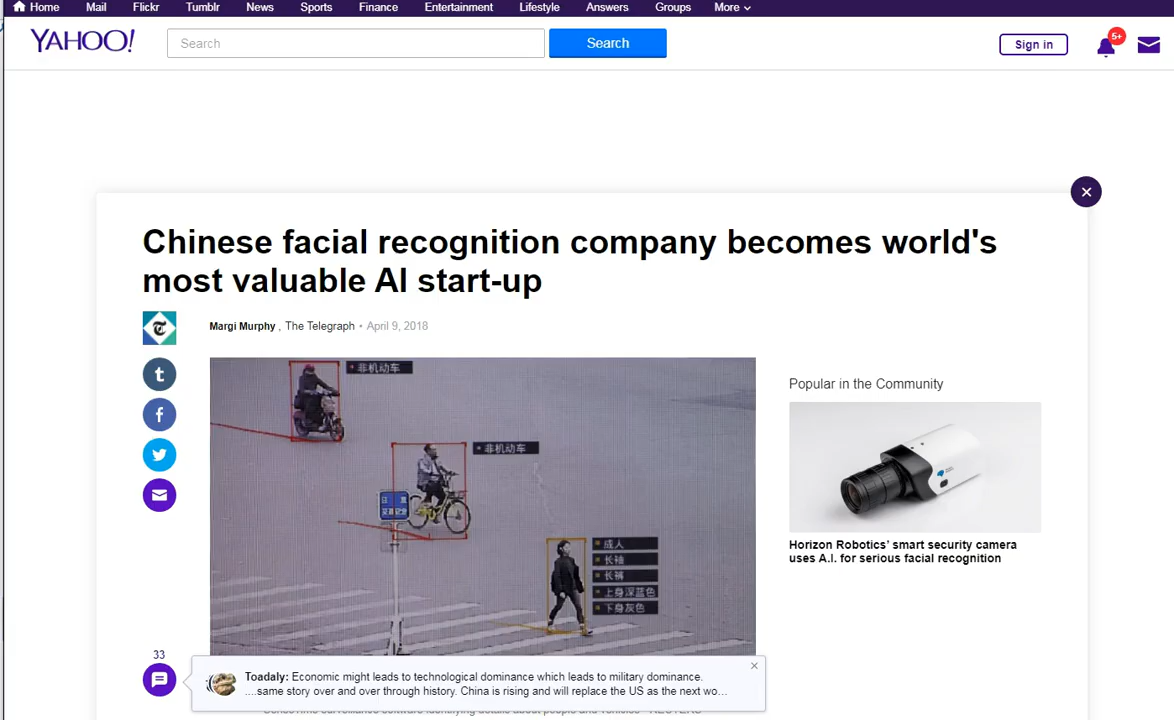 Home Mail Flickr Tumblr News Sports Finance Entertainment Lifestyle Answers Groups More
YAHOO!
Search
Search
Sign in
5+
Chinese facial recognition company becomes world's
most valuable AI start-up
Margi Murphy , The Telegraph • April 9, 2018
非机动车
非机动车
成人
长袖
长裤
上身深蓝色
下身灰色
Popular in the Community
Horizon Robotics' smart security camera
uses A.I. for serious facial recognition
33
Toadaly: Economic might leads to technological dominance which leads to military dominance.
....same story over and over through history. China is rising and will replace the US as the next wo...